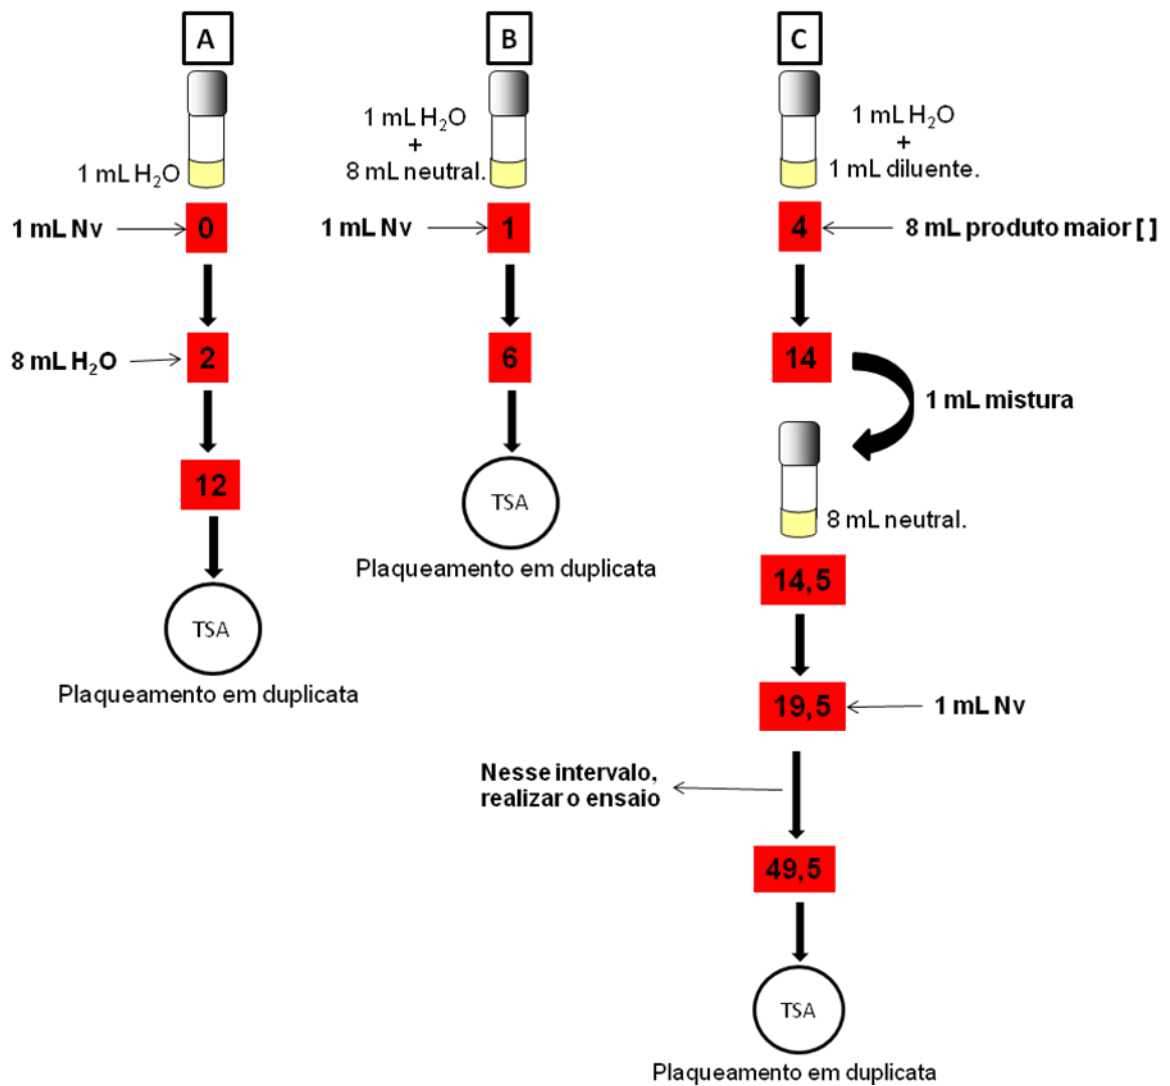 A
1 mL H₂O
1 mL Nv
0
8 mL H₂O
2
12
TSA
Plaqueamento em duplicata
B
1 mL H₂O
+
8 mL neutral.
1 mL Nv
1
6
TSA
Plaqueamento em duplicata
C
1 mL H₂O
+
1 mL diluente.
4
8 mL produto maior [ ]
14
1 mL mistura
8 mL neutral.
14,5
19,5
1 mL Nv
Nesse intervalo,
realizar o ensaio
49,5
TSA
Plaqueamento em duplicata